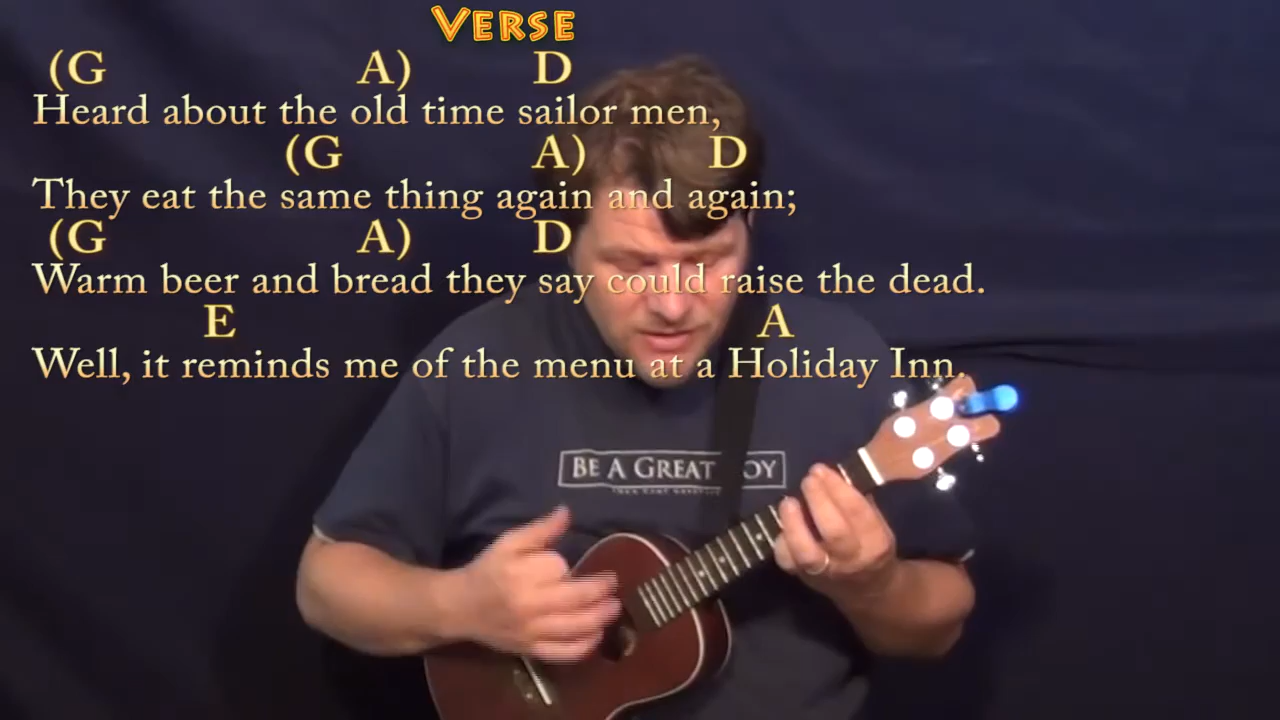 VERSE
(G A) D
Heard about the old time sailor men,
(G A) D
They eat the same thing again and again;
(G A) D
Warm beer and bread they say could raise the dead.
E A
Well, it reminds me of the menu at a Holiday Inn.
BE A GREAT OY